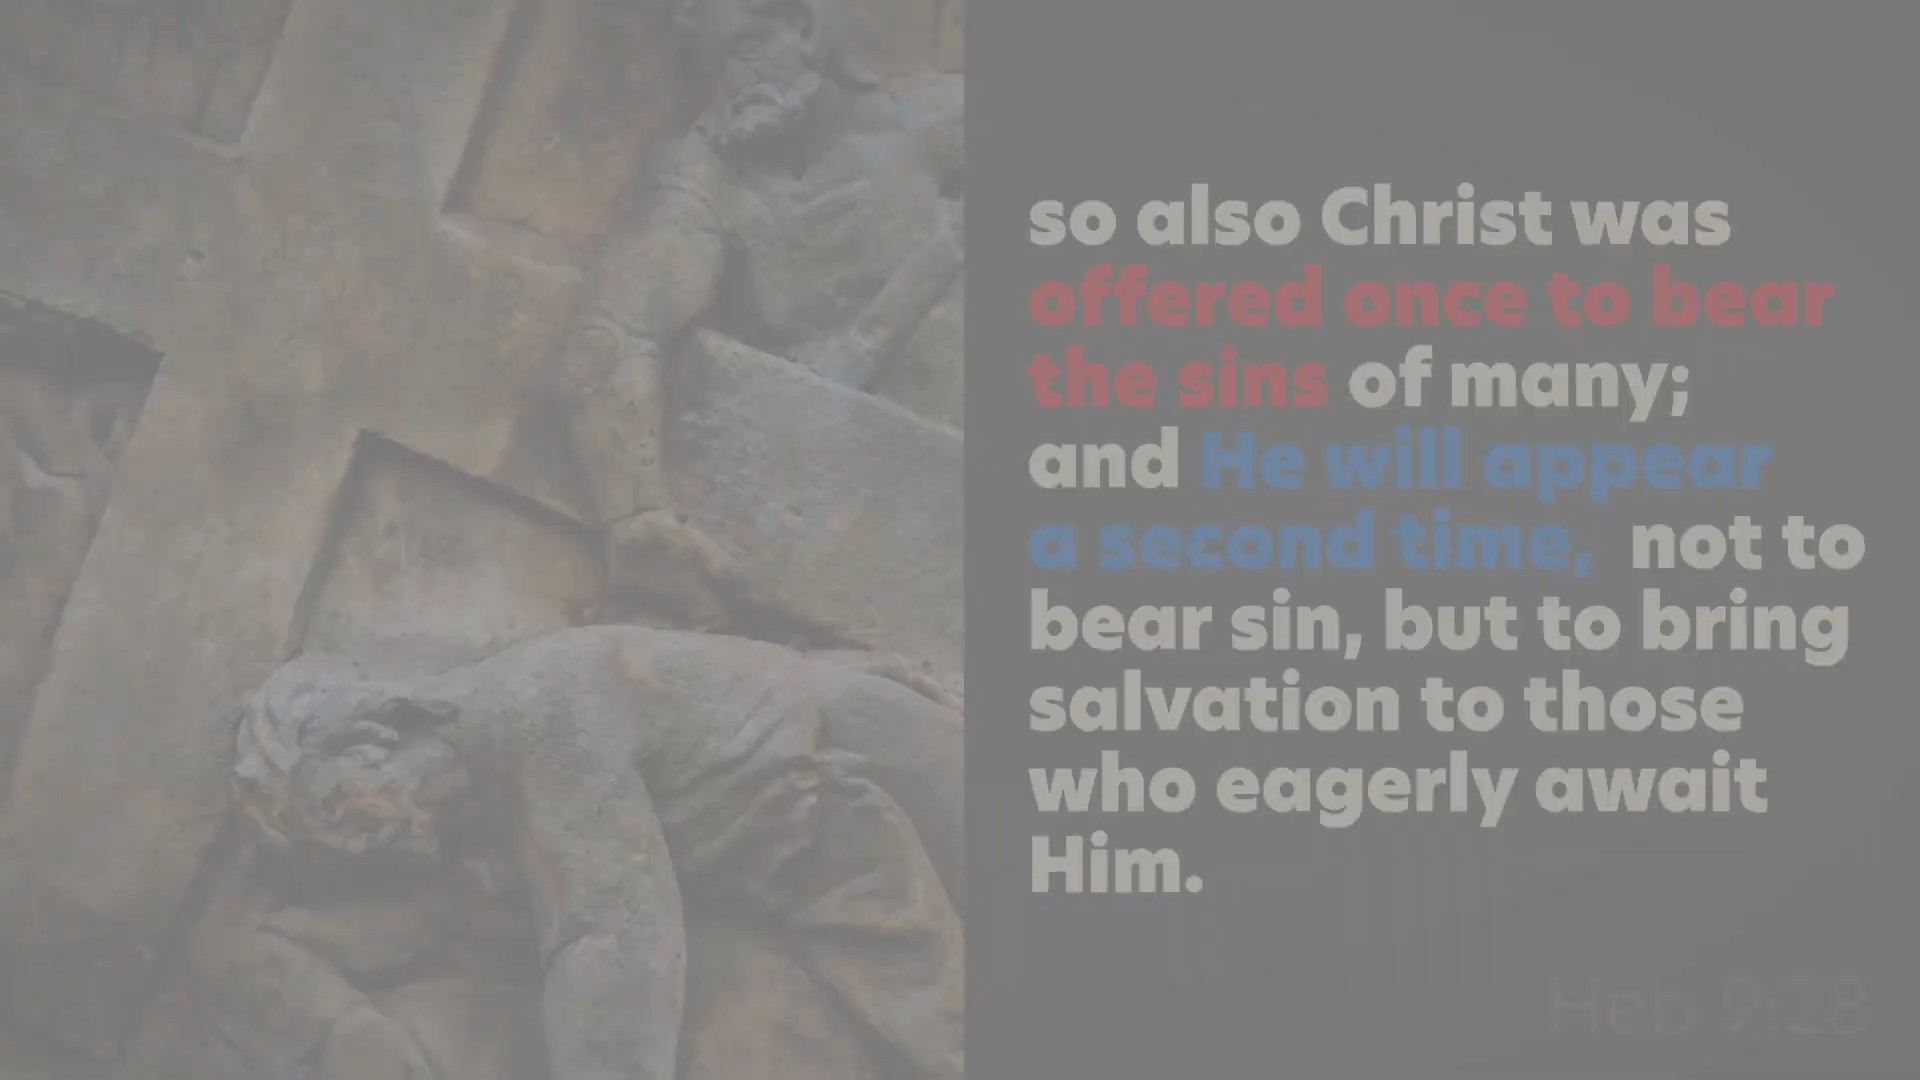 so also Christ was
offered once to bear
the sins of many;
and He will appear
a second time, not to
bear sin, but to bring
salvation to those
who eagerly await
Him.
Heb 9:28